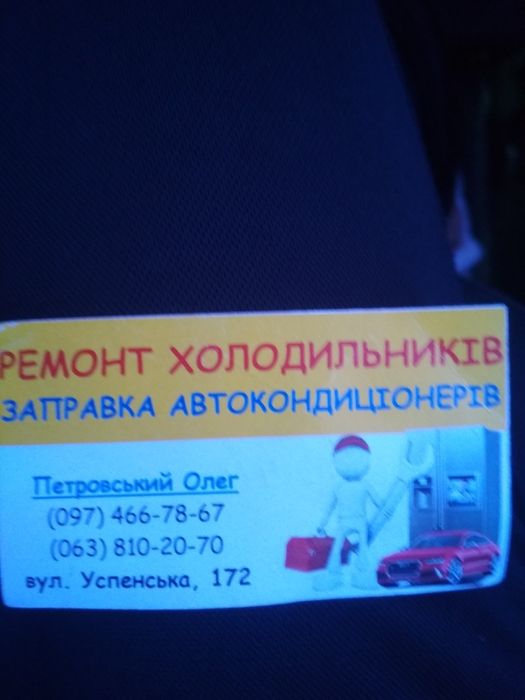 РЕМОНТ ХОЛОДИЛЬНИКІВ
ЗАПРАВКА АВТОКОНДИЦІОНЕРІВ
Петровський Олег
(097) 466-78-67
(063) 810-20-70
вул. Успенська, 172